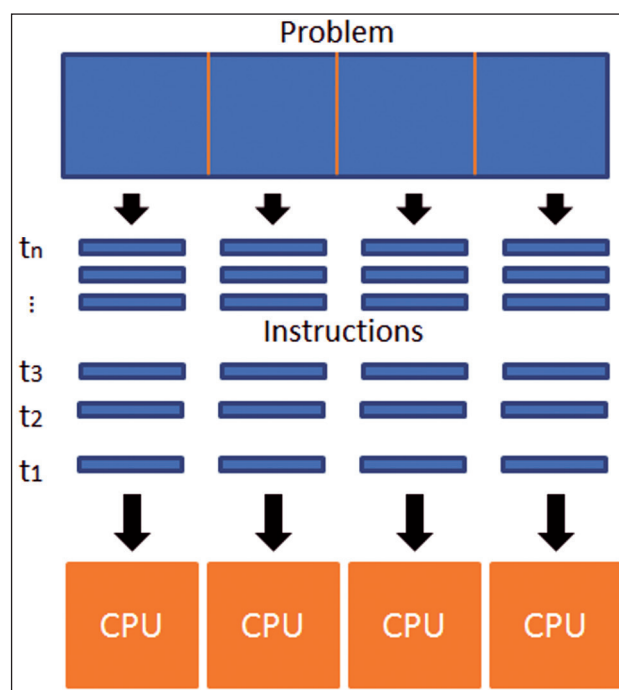 Problem
tn
⋮
Instructions
t3
t2
t1
CPU CPU CPU CPU